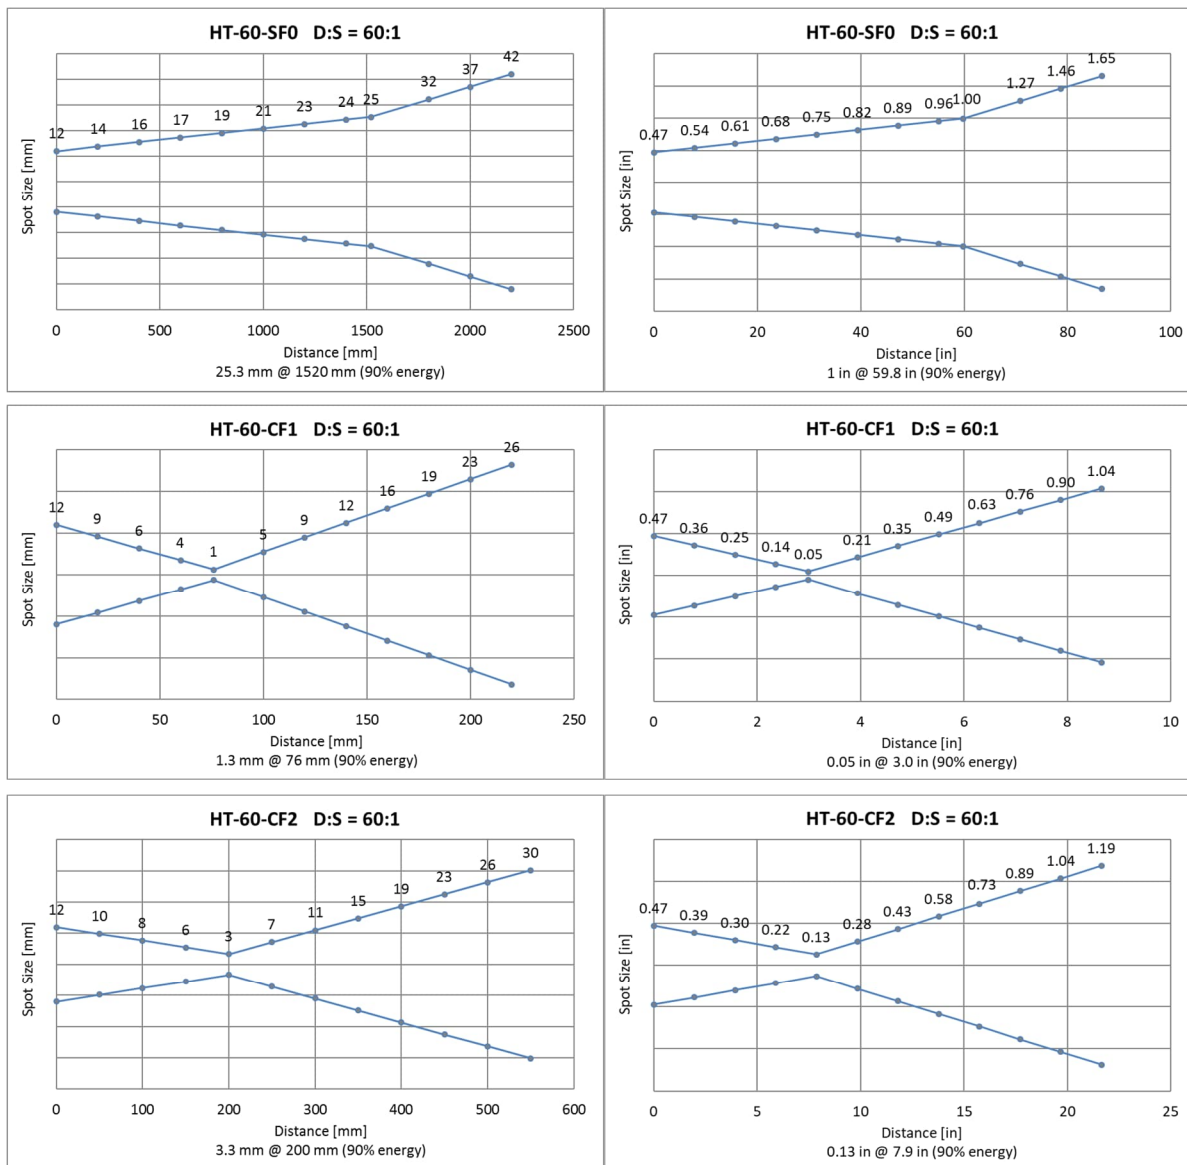 HT-60-SF0 D:S = 60:1
42
37
32
12 14 16 17 19 21 23 24 25
Spot Size [mm]
0 500 1000 1500 2000 2500
Distance [mm]
25.3 mm @ 1520 mm (90% energy)
HT-60-SF0 D:S = 60:1
1.65
1.46
1.27
0.47 0.54 0.61 0.68 0.75 0.82 0.89 0.96 1.00
Spot Size [in]
0 20 40 60 80 100
Distance [in]
1 in @ 59.8 in (90% energy)
HT-60-CF1 D:S = 60:1
12 9 6 4 1 5 9 12 16 19 23 26
Spot Size [mm]
0 50 100 150 200 250
Distance [mm]
1.3 mm @ 76 mm (90% energy)
HT-60-CF1 D:S = 60:1
0.47 0.36 0.25 0.14 0.05 0.21 0.35 0.49 0.63 0.76 0.90 1.04
Spot Size [in]
0 2 4 6 8 10
Distance [in]
0.05 in @ 3.0 in (90% energy)
HT-60-CF2 D:S = 60:1
12 10 8 6 3 7 11 15 19 23 26 30
Spot Size [mm]
0 100 200 300 400 500 600
Distance [mm]
3.3 mm @ 200 mm (90% energy)
HT-60-CF2 D:S = 60:1
0.47 0.39 0.30 0.22 0.13 0.28 0.43 0.58 0.73 0.89 1.04 1.19
Spot Size [in]
0 5 10 15 20 25
Distance [in]
0.13 in @ 7.9 in (90% energy)